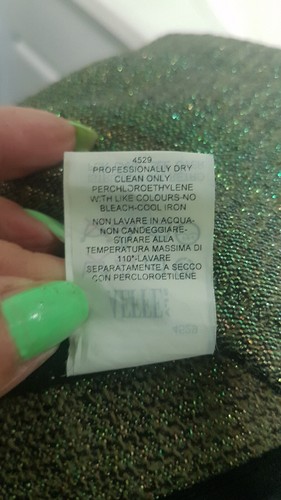 4529
PROFESSIONALLY DRY
CLEAN ONLY
PERCHLOROETHYLENE
WITH LIKE COLOURS-NO
BLEACH-COOL IRON
NON LAVARE IN ACQUA-
NON CANDEGGIARE-
STIRARE ALLA
TEMPERATURA MASSIMA DI
110°-LAVARE
SEPARATAMENTE A SECCO
CON PERCLOROETILENE